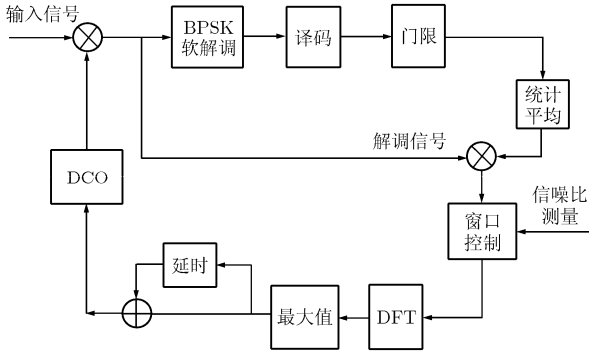 输入信号
BPSK
软解调
译码
门限
统计
平均
解调信号
DCO
信噪比
测量
窗口
控制
延时
最大值
DFT